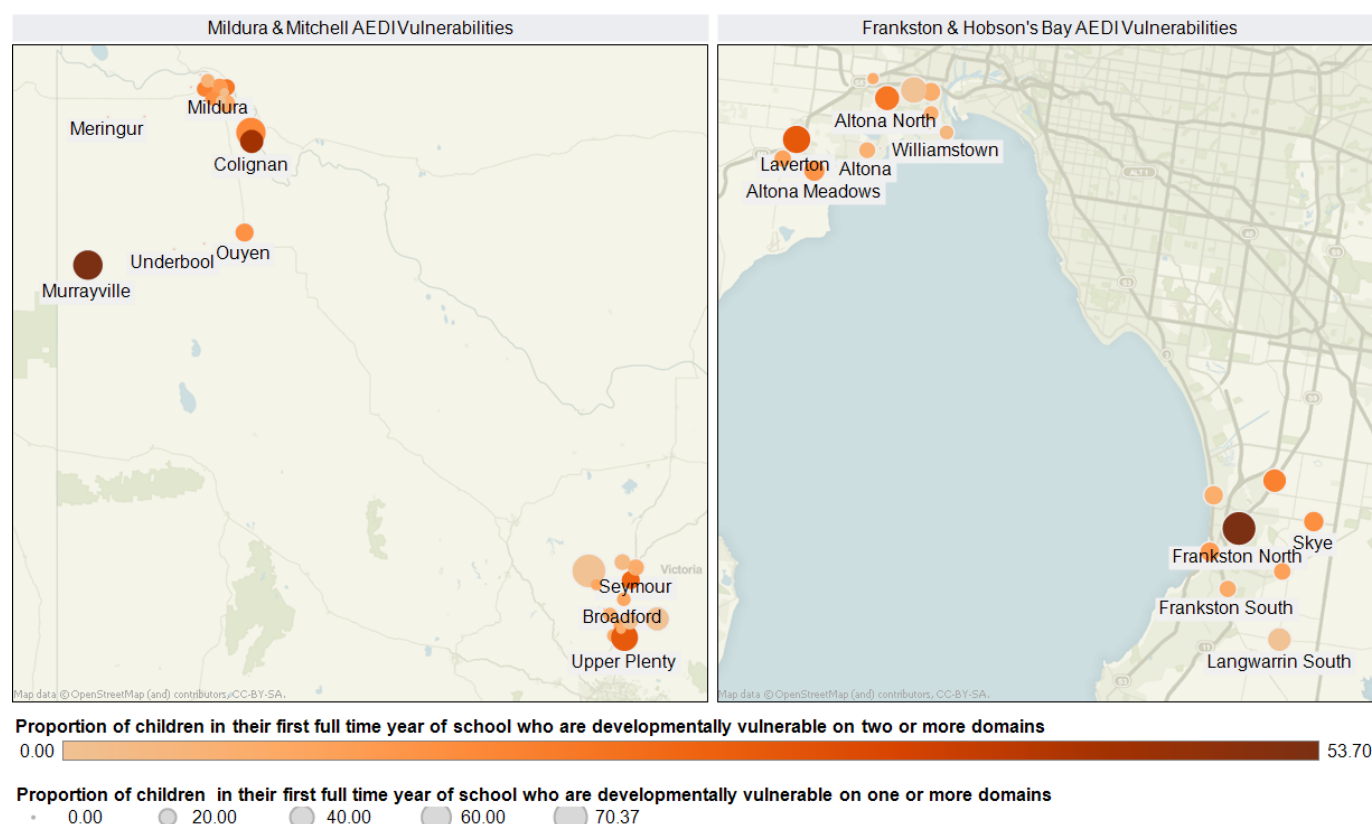 Mildura & Mitchell AEDI Vulnerabilities
Mildura
Meringur
Colignan
Ouyen
Underbool
Murrayville
Seymour
Victoria
Broadford
Upper Plenty
Map data © OpenStreetMap (and) contributors, CC-BY-SA.
Frankston & Hobson's Bay AEDI Vulnerabilities
Altona North
Williamstown
Laverton
Altona
Altona Meadows
ALT 1
3
Frankston North
Skye
Frankston South
Langwarrin South
11
Map data © OpenStreetMap (and) contributors, CC-BY-SA.
Proportion of children in their first full time year of school who are developmentally vulnerable on two or more domains
0.00 53.70
Proportion of children in their first full time year of school who are developmentally vulnerable on one or more domains
0.00 20.00 40.00 60.00 70.37